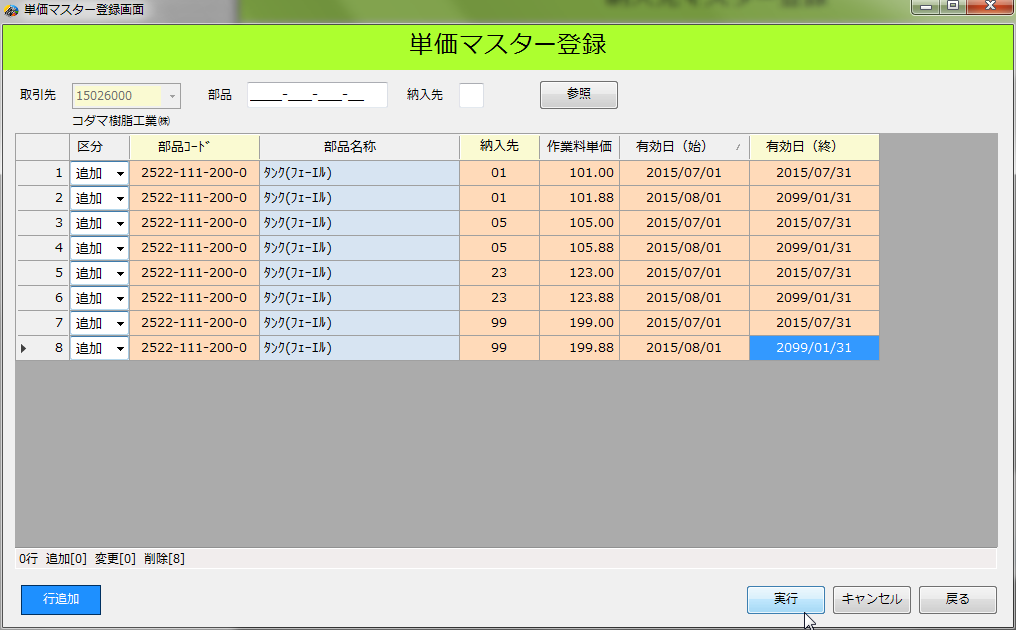 単価マスター登録画面
単価マスター登録
取引先 15026000 部品 ____-___-___-__ 納入先 参照
コダマ樹脂工業㈱
区分 部品ｺｰﾄﾞ 部品名称 納入先 作業料単価 有効日（始） 有効日（終）
1 追加 2522-111-200-0 ﾀﾝｸ(ﾌｪｰｴﾙ) 01 101.00 2015/07/01 2015/07/31
2 追加 2522-111-200-0 ﾀﾝｸ(ﾌｪｰｴﾙ) 01 101.88 2015/08/01 2099/01/31
3 追加 2522-111-200-0 ﾀﾝｸ(ﾌｪｰｴﾙ) 05 105.00 2015/07/01 2015/07/31
4 追加 2522-111-200-0 ﾀﾝｸ(ﾌｪｰｴﾙ) 05 105.88 2015/08/01 2099/01/31
5 追加 2522-111-200-0 ﾀﾝｸ(ﾌｪｰｴﾙ) 23 123.00 2015/07/01 2015/07/31
6 追加 2522-111-200-0 ﾀﾝｸ(ﾌｪｰｴﾙ) 23 123.88 2015/08/01 2099/01/31
7 追加 2522-111-200-0 ﾀﾝｸ(ﾌｪｰｴﾙ) 99 199.00 2015/07/01 2015/07/31
8 追加 2522-111-200-0 ﾀﾝｸ(ﾌｪｰｴﾙ) 99 199.88 2015/08/01 2099/01/31
0行 追加[0] 変更[0] 削除[8]
行追加 実行 キャンセル 戻る